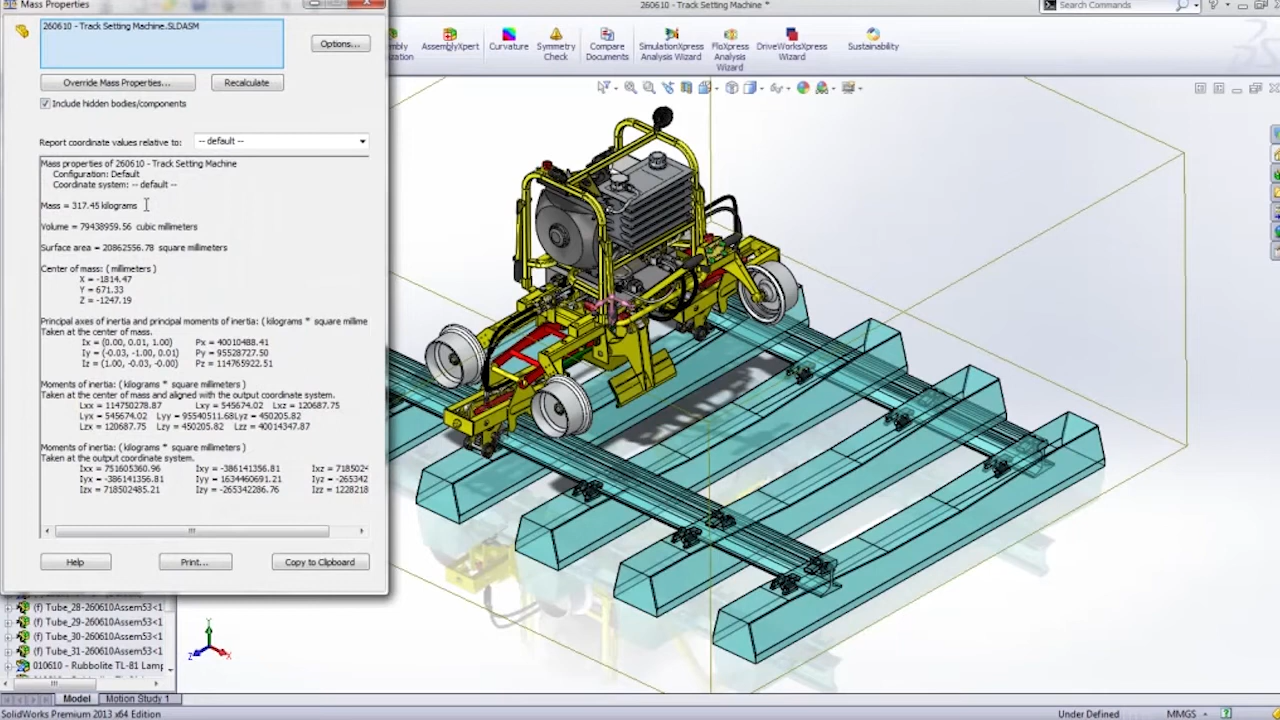 Mass Properties
260610 - Track Setting Machine.SLDASM
Options...
Override Mass Properties...
Recalculate
Include hidden bodies/components
Report coordinate values relative to:
-- default --
Mass properties of 260610 - Track Setting Machine
Configuration: Default
Coordinate system: -- default --
Mass = 317.45 kilograms
Volume = 79438959.56 cubic millimeters
Surface area = 20862556.78 square millimeters
Center of mass: ( millimeters )
X = -1814.47
Y = 671.33
Z = -1247.19
Principal axes of inertia and principal moments of inertia: ( kilograms * square millime
Taken at the center of mass.
Ix = (0.00, 0.01, 1.00) Px = 40010488.41
Iy = (-0.03, -1.00, 0.01) Py = 95528727.50
Iz = (1.00, -0.03, -0.00) Pz = 114765922.51
Moments of inertia: ( kilograms * square millimeters )
Taken at the center of mass and aligned with the output coordinate system.
Lxx = 114750278.87 Lxy = 545674.02 Lxz = 120687.75
Lyx = 545674.02 Lyy = 95540511.68 Lyz = 450205.82
Lzx = 120687.75 Lzy = 450205.82 Lzz = 40014347.87
Moments of inertia: ( kilograms * square millimeters )
Taken at the output coordinate system.
Ixx = 751605360.96 Ixy = -386141356.81 Ixz = 718502
Iyx = -386141356.81 Iyy = 1634460691.21 Iyz = -26534
Izx = 718502485.21 Izy = -265342286.76 Izz = 1228218
Help
Print...
Copy to Clipboard
260610 - Track Setting Machine *
Search Commands
AssemblyXpert
Curvature
Symmetry
Check
Compare
Documents
SimulationXpress
Analysis Wizard
FloXpress
Analysis
Wizard
DriveWorksXpress
Wizard
Sustainability
(f) Tube_28-260610Assem53<1
(f) Tube_29-260610Assem53<1
(f) Tube_30-260610Assem53<1
(f) Tube_31-260610Assem53<1
010610 - Rubbolite TL-81 Lamp
Y
Z
X
Model
Motion Study 1
SolidWorks Premium 2013 x64 Edition
Under Defined
MMGS